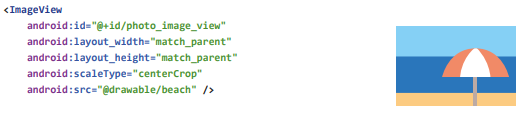 <ImageView
android:id="@+id/photo_image_view"
android:layout_width="match_parent"
android:layout_height="match_parent"
android:scaleType="centerCrop"
android:src="@drawable/beach" />